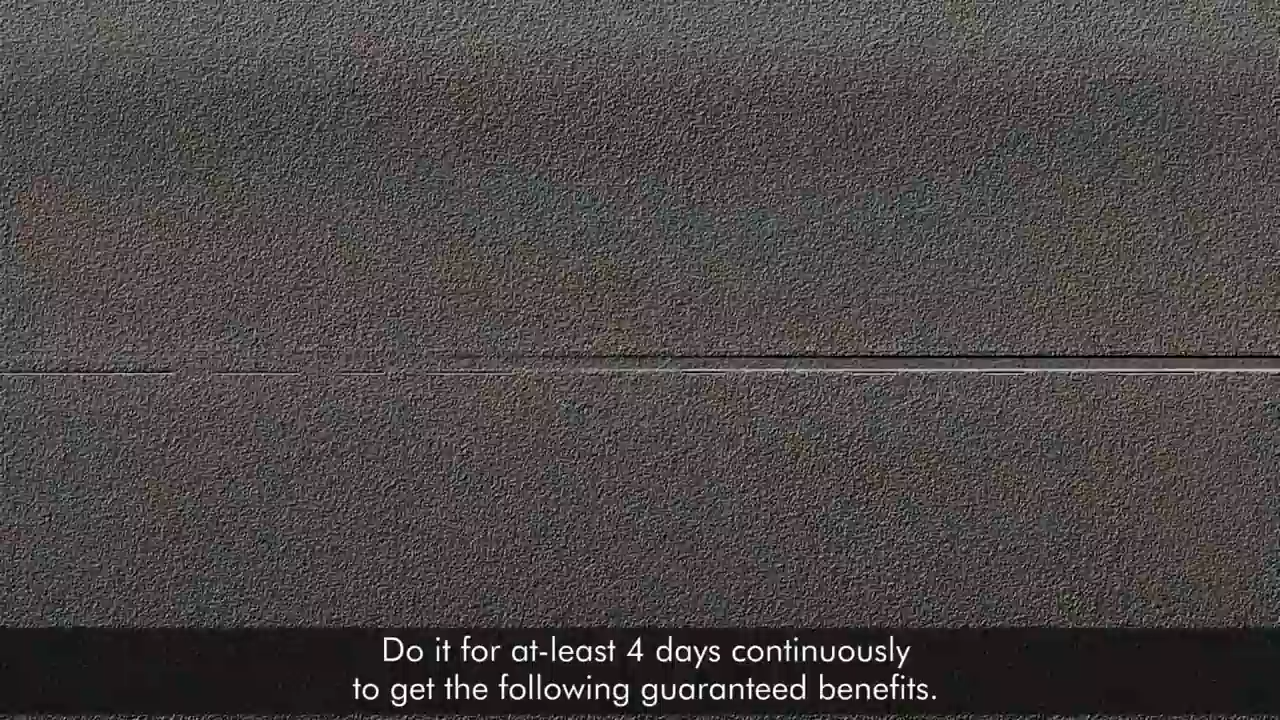 Do it for at-least 4 days continuously
to get the following guaranteed benefits.